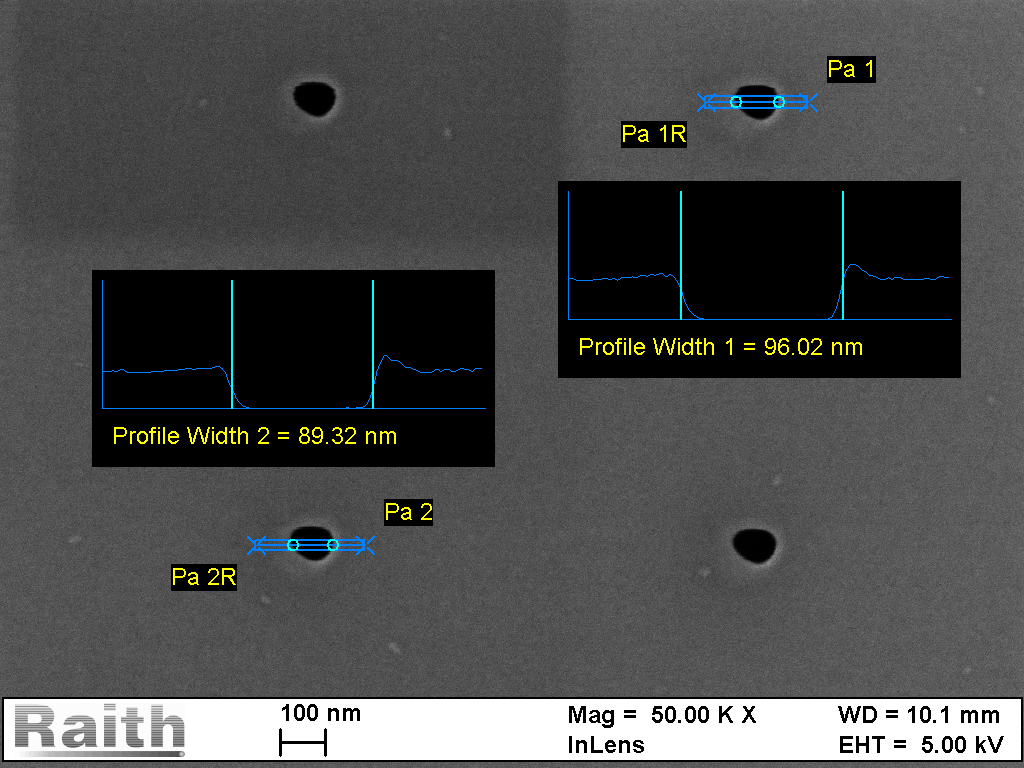 Pa 1
Pa 1R
Profile Width 1 = 96.02 nm
Profile Width 2 = 89.32 nm
Pa 2
Pa 2R
Raith
100 nm
Mag = 50.00 K X
WD = 10.1 mm
InLens
EHT = 5.00 kV